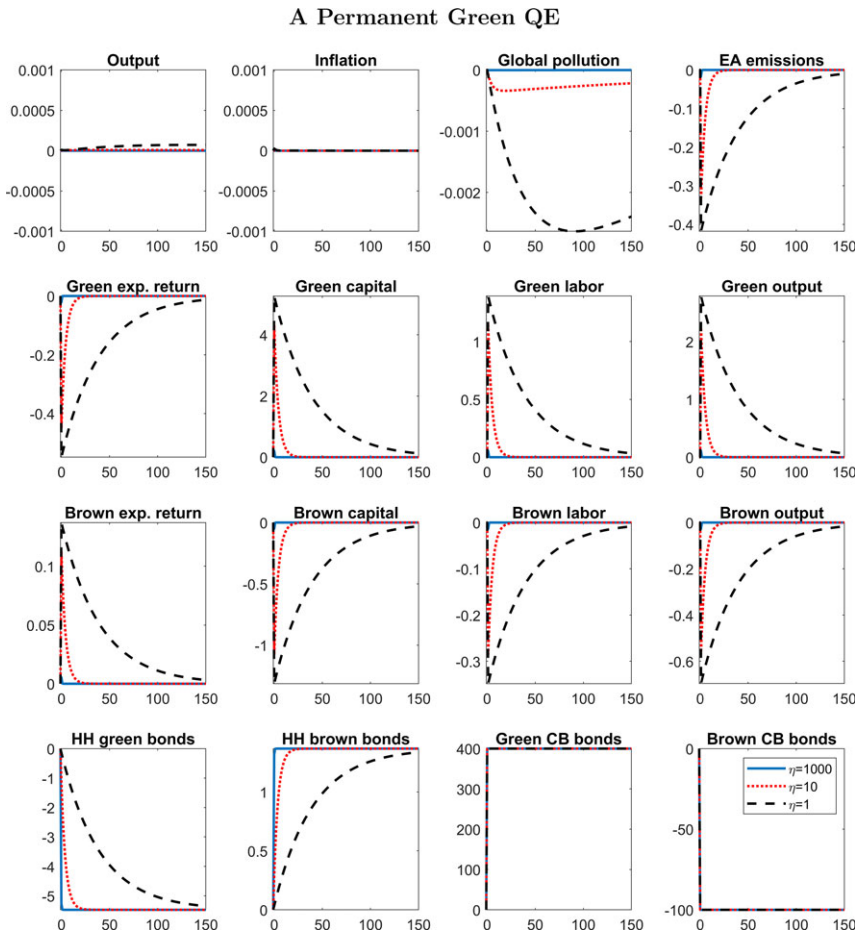 A Permanent Green QE
Output Inflation Global pollution EA emissions
0.001 0.001 0 0
0.0005 0.0005 -0.1
0 0 -0.001 -0.2
-0.0005 -0.0005 -0.002 -0.3
-0.001 -0.001 -0.4
0 50 100 150 0 50 100 150 0 50 100 150 0 50 100 150
Green exp. return Green capital Green labor Green output
0 4 1 2
-0.2 2 0.5 1
-0.4 0 0 0
0 50 100 150 0 50 100 150 0 50 100 150 0 50 100 150
Brown exp. return Brown capital Brown labor Brown output
0.1 0 0 0
0.05 -0.5 -0.1 -0.2
0 -1 -0.2 -0.4
-0.3 -0.6
0 50 100 150 0 50 100 150 0 50 100 150 0 50 100 150
HH green bonds HH brown bonds Green CB bonds Brown CB bonds
0 400 0
-1 1 300 η=1000
-2 η=10
-3 0.5 200 -50 η=1
-4 100
-5 0 0 -100
0 50 100 150 0 50 100 150 0 50 100 150 0 50 100 150